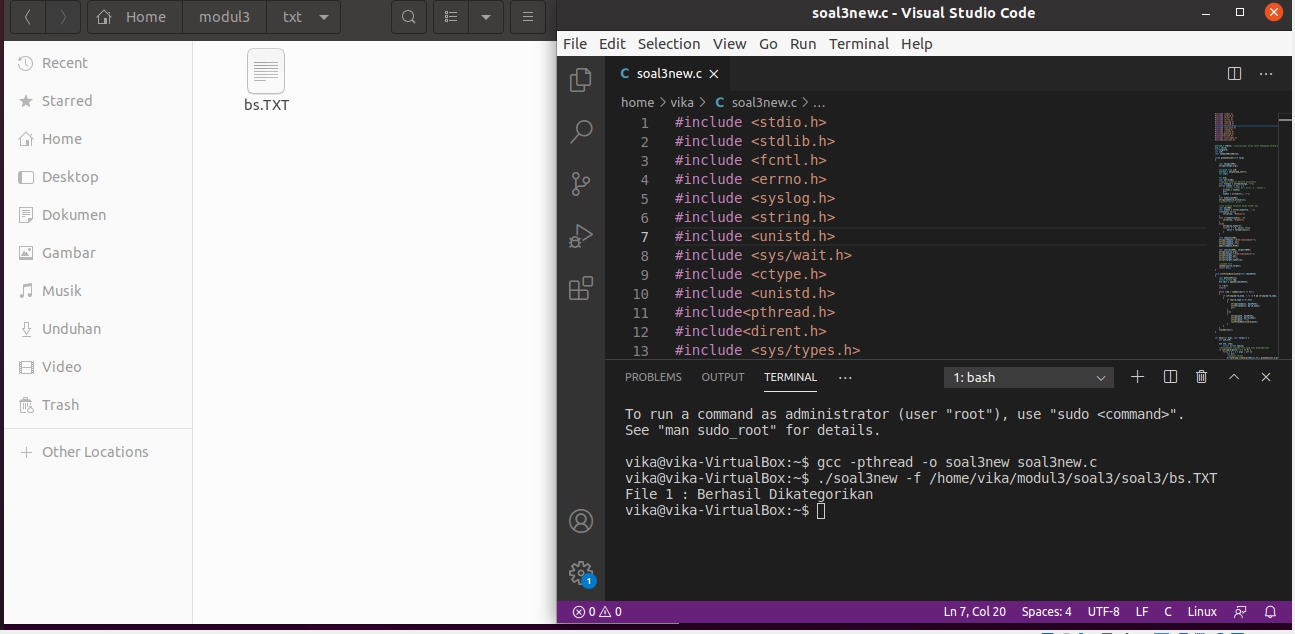 Home modul​3 txt
Recent
Starred
Home
Desktop
Dokumen
Gambar
Musik
Unduhan
Video
Trash
Other Locations
bs.TXT
soal3new.c - Visual Studio Code
File Edit Selection View Go Run Terminal Help
C soal3new.c
home > vika > C soal3new.c > ...
1 #include <stdio.h>
2 #include <stdlib.h>
3 #include <fcntl.h>
4 #include <errno.h>
5 #include <syslog.h>
6 #include <string.h>
7 #include <unistd.h>
8 #include <sys/wait.h>
9 #include <ctype.h>
10 #include <unistd.h>
11 #include<pthread.h>
12 #include<dirent.h>
13 #include <sys/types.h>
PROBLEMS OUTPUT TERMINAL ... 1: bash
To run a command as administrator (user "root"), use "sudo <command>".
See "man sudo_root" for details.
vika@vika-VirtualBox:~$ gcc -pthread -o soal3new soal3new.c
vika@vika-VirtualBox:~$ ./soal3new -f /home/vika/modul3/soal3/soal3/bs.TXT
File 1 : Berhasil Dikategorikan
vika@vika-VirtualBox:~$
1
0 0 Ln 7, Col 20 Spaces: 4 UTF-8 LF C Linux